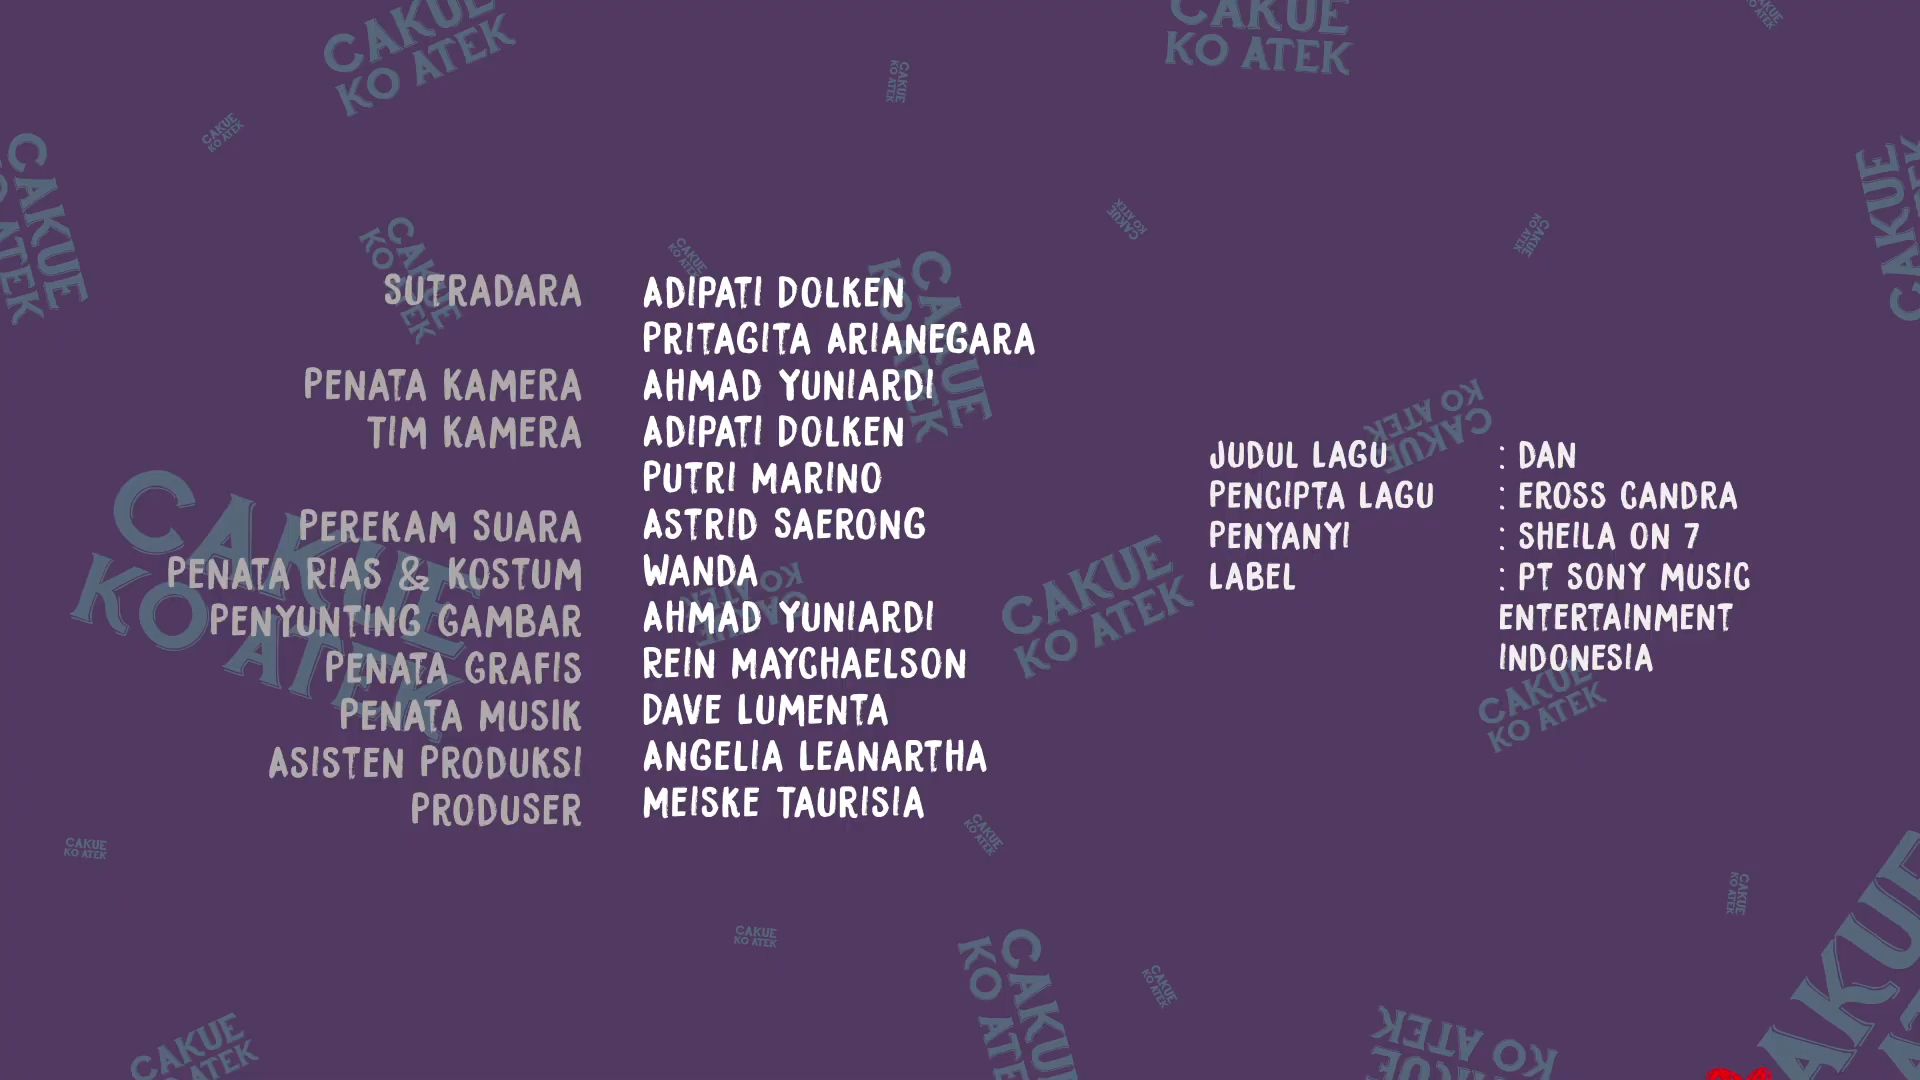 CAKUE
KO ATEK
SUTRADARA ADIPATI DOLKEN
PRITAGITA ARIANEGARA
PENATA KAMERA AHMAD YUNIARDI
TIM KAMERA ADIPATI DOLKEN
PUTRI MARINO
PEREKAM SUARA ASTRID SAERONG
PENATA RIAS & KOSTUM WANDA
PENYUNTING GAMBAR AHMAD YUNIARDI
PENATA GRAFIS REIN MAYCHAELSON
PENATA MUSIK DAVE LUMENTA
ASISTEN PRODUKSI ANGELIA LEANARTHA
PRODUSER MEISKE TAURISIA
JUDUL LAGU : DAN
PENCIPTA LAGU : EROSS CANDRA
PENYANYI : SHEILA ON 7
LABEL : PT SONY MUSIC
ENTERTAINMENT
INDONESIA